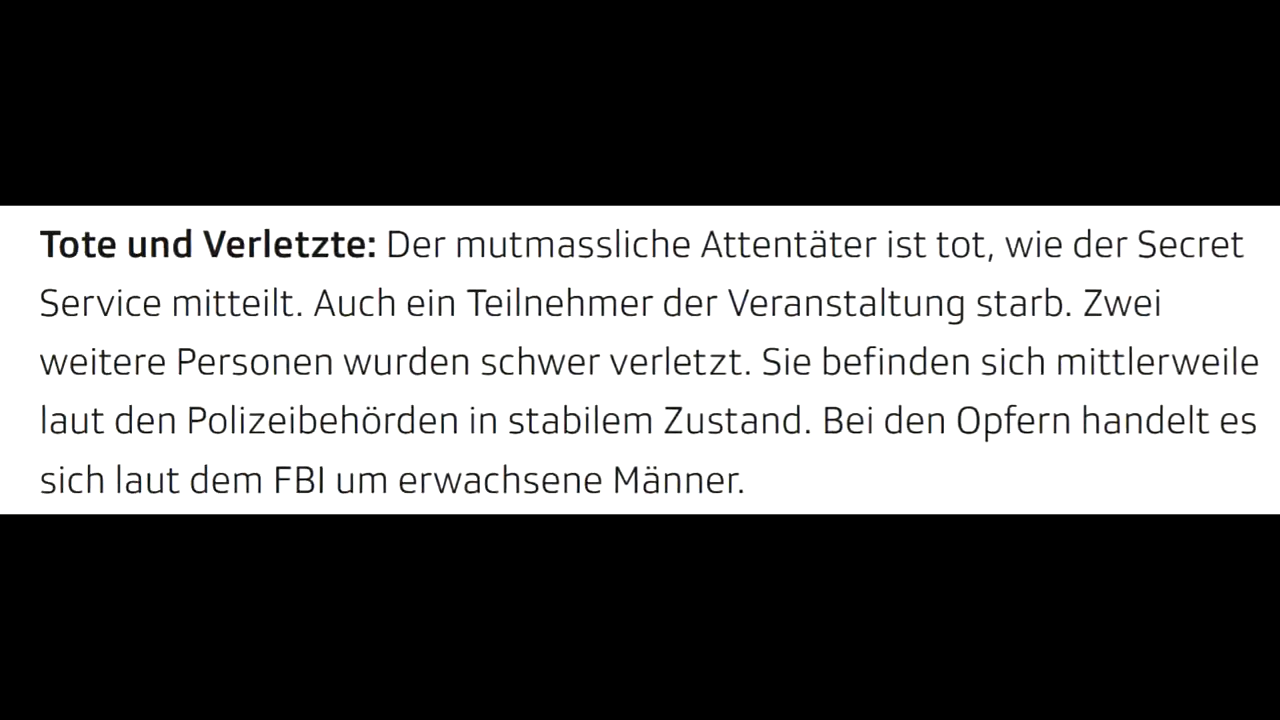 Tote und Verletzte: Der mutmassliche Attentäter ist tot, wie der Secret
Service mitteilt. Auch ein Teilnehmer der Veranstaltung starb. Zwei
weitere Personen wurden schwer verletzt. Sie befinden sich mittlerweile
laut den Polizeibehörden in stabilem Zustand. Bei den Opfern handelt es
sich laut dem FBI um erwachsene Männer.